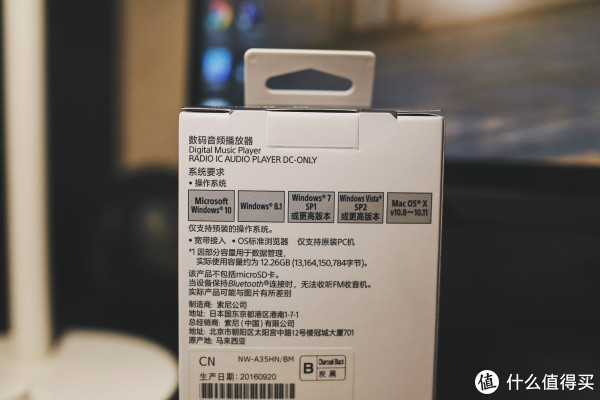 数码音频播放器
Digital Music Player
RADIO IC AUDIO PLAYER DC-ONLY
系统要求
• 操作系统
Microsoft Windows® 10
Windows® 8.1
Windows® 7 SP1 或更高版本
Windows Vista® SP2 或更高版本
Mac OS® X v10.8～10.11
仅支持预装的操作系统。
• 宽带接入 • OS标准浏览器 仅支持原装PC机
*1 因部分容量用于数据管理，
实际使用容量约为 12.26GB (13,164,150,784字节)。
该产品不包括microSD卡。
当设备保持Bluetooth®连接时，无法收听FM收音机。
实际产品可能与图片有所差别
制造商: 索尼公司
地址: 日本国东京都港区港南1-7-1
总经销商: 索尼（中国）有限公司
地址: 北京市朝阳区太阳宫中路12号楼冠城大厦701
原产地: 马来西亚
CN NW-A35HN/BM
生产日期: 20160920
B Charcoal Black 炭黑
值 什么值得买